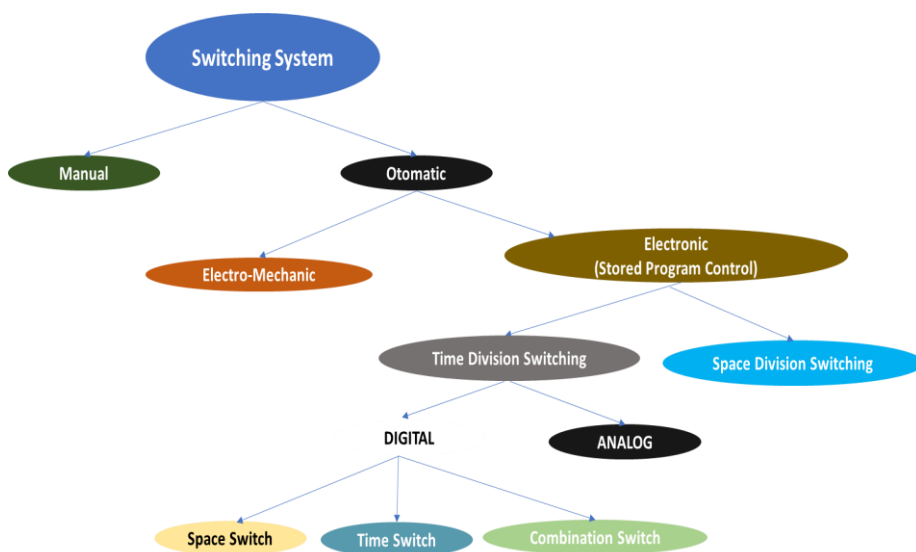 Switching System
Manual
Otomatic
Electro-Mechanic
Electronic
(Stored Program Control)
Time Division Switching
Space Division Switching
DIGITAL
ANALOG
Space Switch
Time Switch
Combination Switch